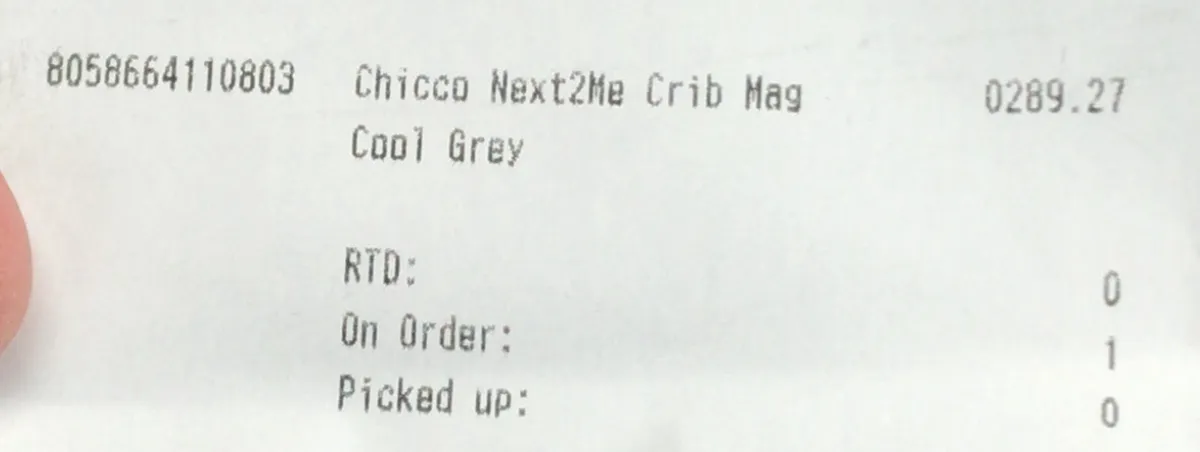 8058664110803 Chicco Next2Me Crib Mag 0289.27
Cool Grey
RTD: 0
On Order: 1
Picked up: 0